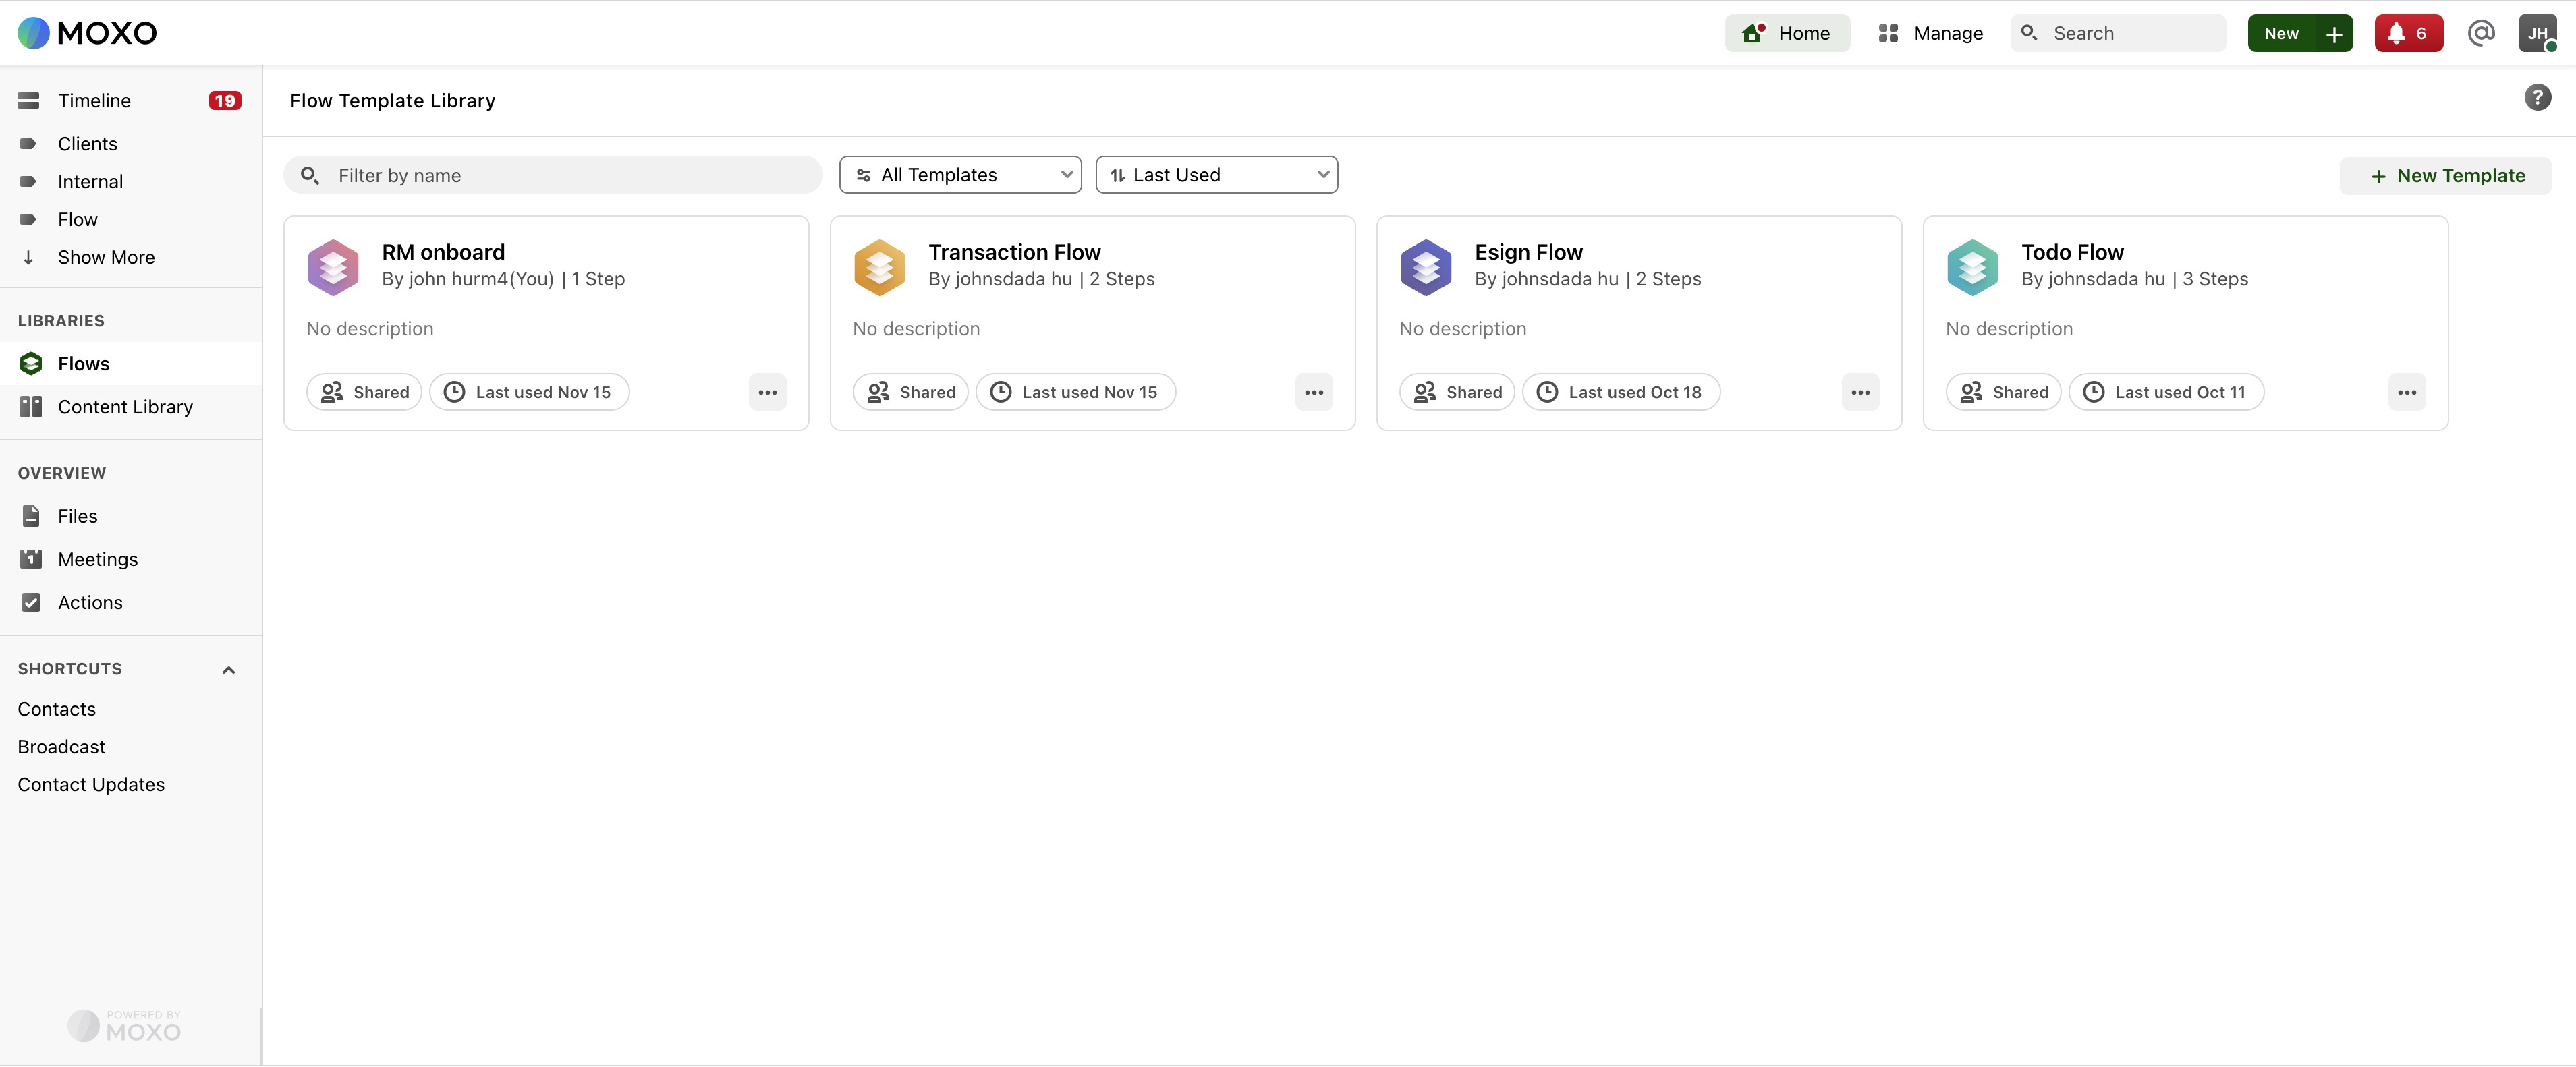 MOXO
Home
Manage
Search
New
6
JH
Timeline
19
Clients
Internal
Flow
Show More
LIBRARIES
Flows
Content Library
OVERVIEW
Files
1
Meetings
Actions
SHORTCUTS
Contacts
Broadcast
Contact Updates
POWERED BY
MOXO
Flow Template Library
?
Filter by name
All Templates
Last Used
+ New Template
RM onboard
By john hurm4(You) | 1 Step
No description
Shared
Last used Nov 15
Transaction Flow
By johnsdada hu | 2 Steps
No description
Shared
Last used Nov 15
Esign Flow
By johnsdada hu | 2 Steps
No description
Shared
Last used Oct 18
Todo Flow
By johnsdada hu | 3 Steps
No description
Shared
Last used Oct 11